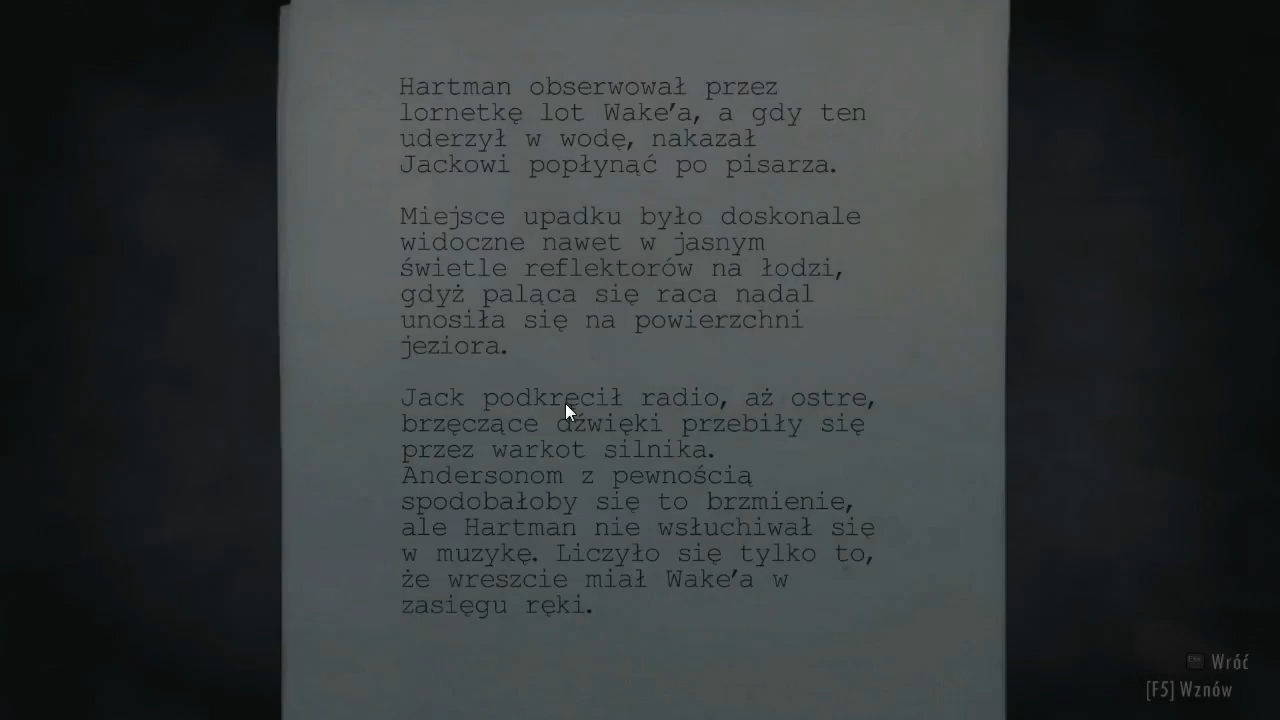 Hartman obserwował przez
lornetkę lot Wake'a, a gdy ten
uderzył w wodę, nakazał
Jackowi popłynąć po pisarza.
Miejsce upadku było doskonale
widoczne nawet w jasnym
świetle reflektorów na łodzi,
gdyż paląca się raca nadal
unosiła się na powierzchni
jeziora.
Jack podkręcił radio, aż ostre,
brzęczące dźwięki przebiły się
przez warkot silnika.
Andersonom z pewnością
spodobałoby się to brzmienie,
ale Hartman nie wsłuchiwał się
w muzykę. Liczyło się tylko to,
że wreszcie miał Wake'a w
zasięgu ręki.
Esc Wróć
[F5] Wznów